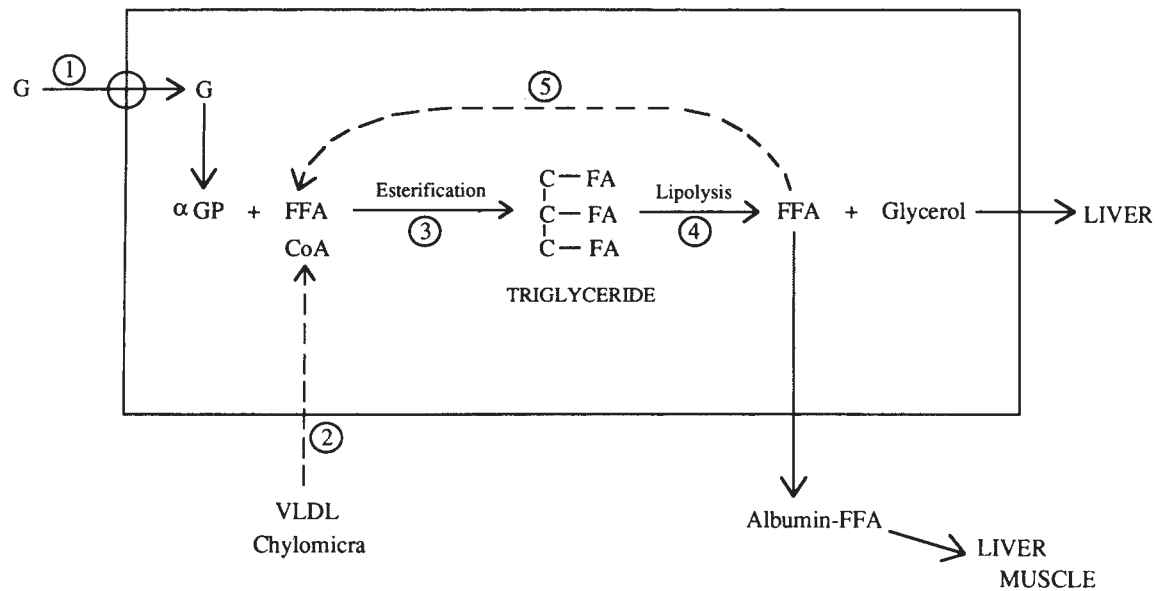 ①
G
G
⑤
C — FA
Esterification
Lipolysis
α GP + FFA
C — FA
FFA + Glycerol
LIVER
③
④
CoA
C — FA
TRIGLYCERIDE
②
VLDL
Chylomicra
Albumin-FFA
LIVER
MUSCLE